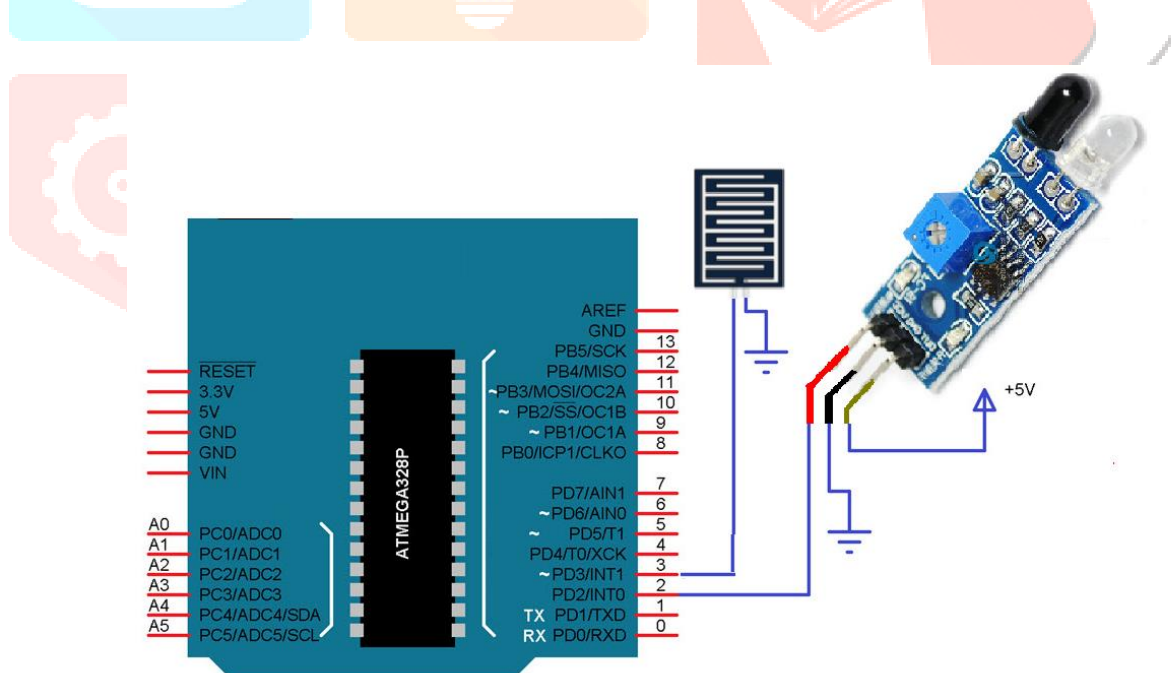 AREF
GND
PB5/SCK 13
PB4/MISO 12
~PB3/MOSI/OC2A 11
~ PB2/SS/OC1B 10
~ PB1/OC1A 9
PB0/ICP1/CLKO 8
RESET
3.3V
5V
GND
GND
VIN
ATMEGA328P
PD7/AIN1 7
~PD6/AIN0 6
~ PD5/T1 5
PD4/T0/XCK 4
~PD3/INT1 3
PD2/INT0 2
TX PD1/TXD 1
RX PD0/RXD 0
A0 PC0/ADC0
A1 PC1/ADC1
A2 PC2/ADC2
A3 PC3/ADC3
A4 PC4/ADC4/SDA
A5 PC5/ADC5/SCL
+5V